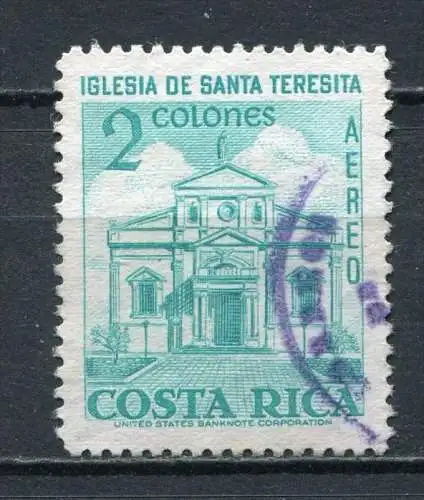 IGLESIA DE SANTA TERESITA
2 colones
AEREO
COSTA RICA
UNITED STATES BANKNOTE CORPORATION